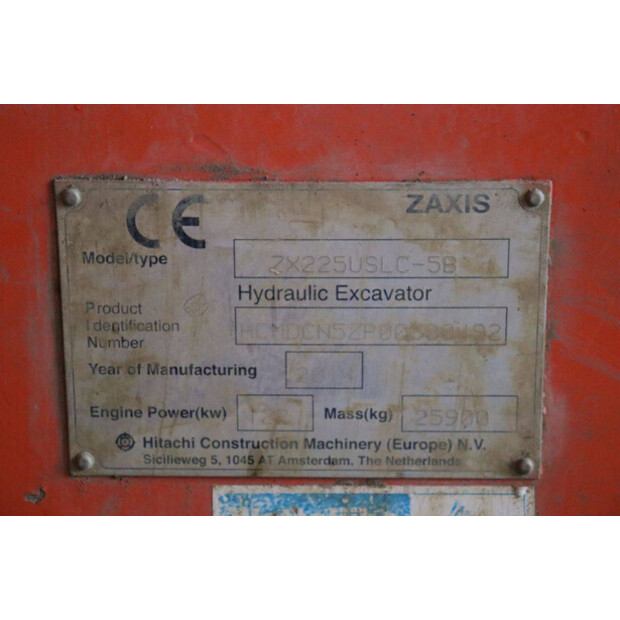 CE ZAXIS
Model/type ZX225USLC-5B
Hydraulic Excavator
Product
Identification
Number
Year of Manufacturing
Engine Power(kw) Mass(kg) 25900
Hitachi Construction Machinery (Europe) N.V.
Sicilieweg 5, 1045 AT Amsterdam, The Netherlands